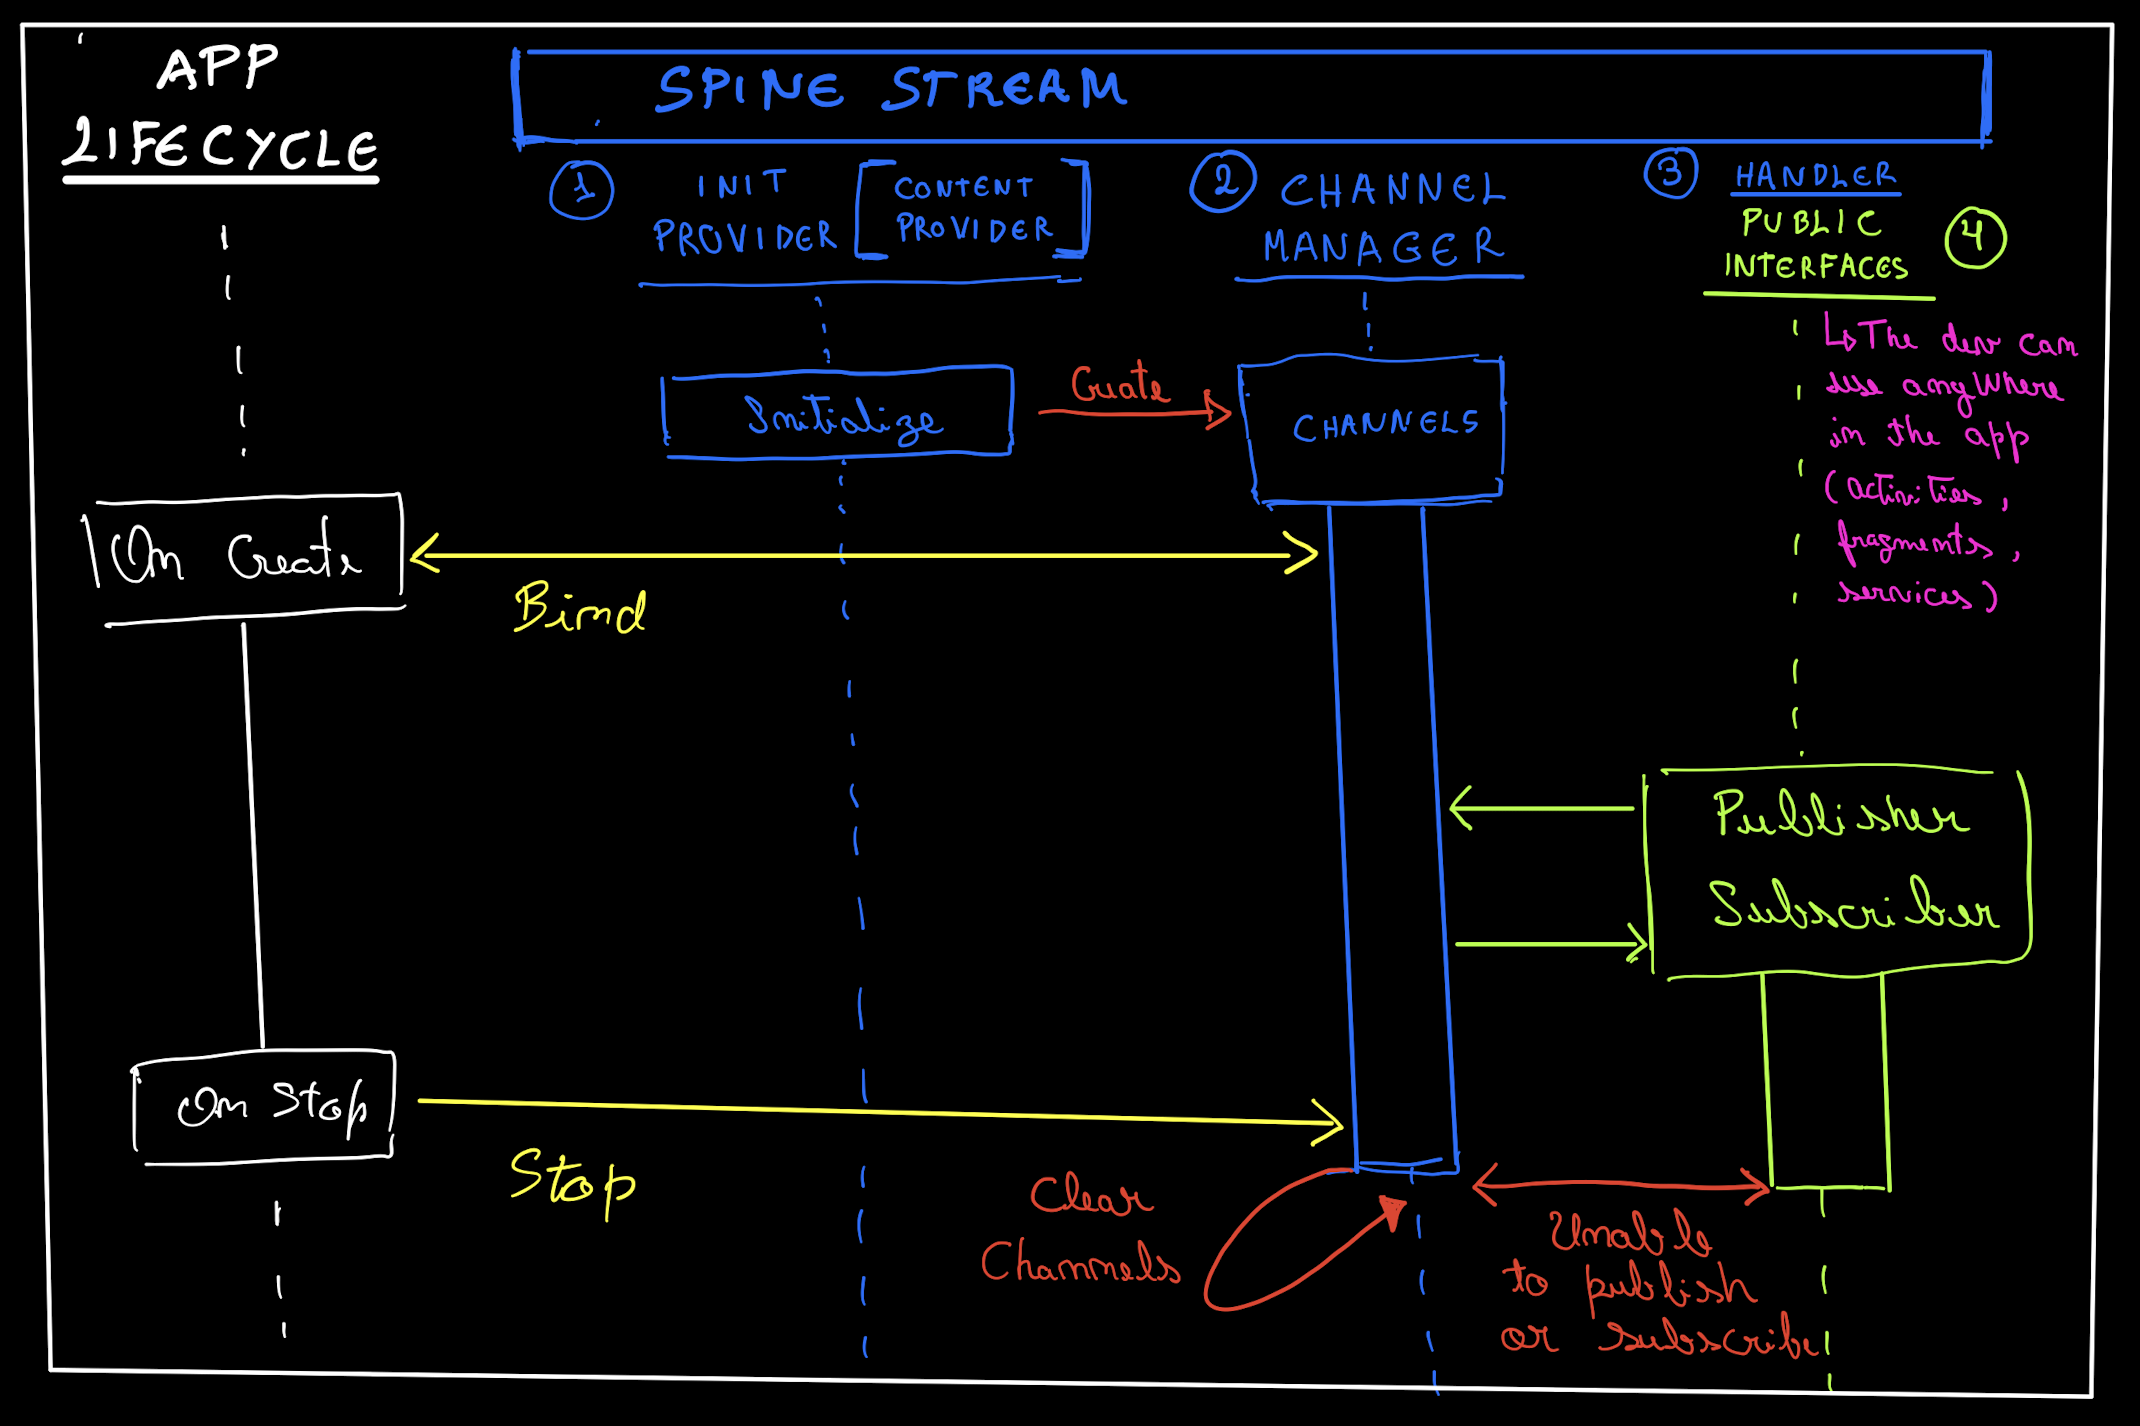 APP
LIFECYCLE
SPINE STREAM
1
INIT
PROVIDER
CONTENT
PROVIDER
2
CHANNEL
MANAGER
3
HANDLER
PUBLIC
INTERFACES
4
↳The dev can
use anyWhere
in the app
(activities,
fragments,
services)
Initialize
Create
CHANNELS
On Create
Bind
Publisher
Subscriber
On Stop
Stop
Clear
Channels
Unable
to publish
or subscribe